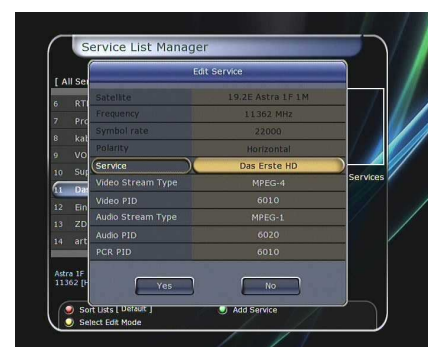 Service List Manager
Edit Service
[ All Ser
Satellite 19.2E Astra 1F 1M
Frequency 11362 MHz
Symbol rate 22000
Polarity Horizontal
Service Das Erste HD
Video Stream Type MPEG-4
Video PID 6010
Audio Stream Type MPEG-1
Audio PID 6020
PCR PID 6010
Yes No
6 RTL
7 Pro
8 kab
9 VO
10 Sup
11 Das
12 Ein
13 ZD
14 art
Services
Astra 1F
11362 [H
Sort Lists [ Default ] Add Service
Select Edit Mode